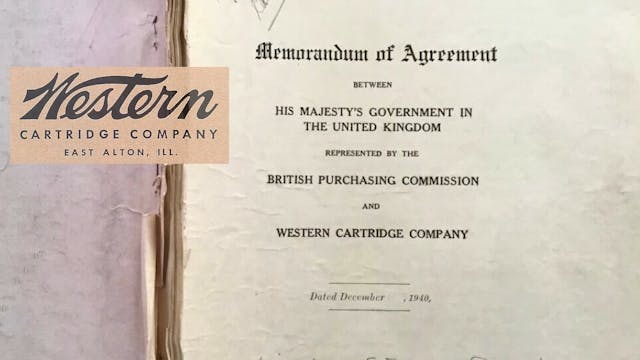 Western
CARTRIDGE COMPANY
EAST ALTON, ILL.
Memorandum of Agreement
BETWEEN
HIS MAJESTY'S GOVERNMENT IN
THE UNITED KINGDOM
REPRESENTED BY THE
BRITISH PURCHASING COMMISSION
AND
WESTERN CARTRIDGE COMPANY
Dated December , 1940,